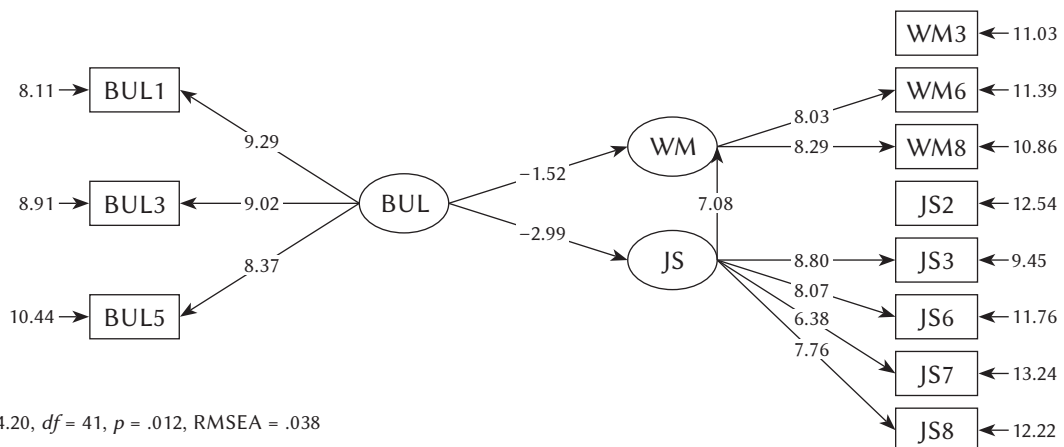 WM3
11.03
8.11
BUL1
WM6
11.39
8.03
9.29
WM
8.29
WM8
10.86
−1.52
8.91
BUL3
9.02
BUL
7.08
JS2
12.54
−2.99
8.37
JS
8.80
JS3
9.45
8.07
10.44
BUL5
6.38
JS6
11.76
7.76
JS7
13.24
4.20, df = 41, p = .012, RMSEA = .038
JS8
12.22